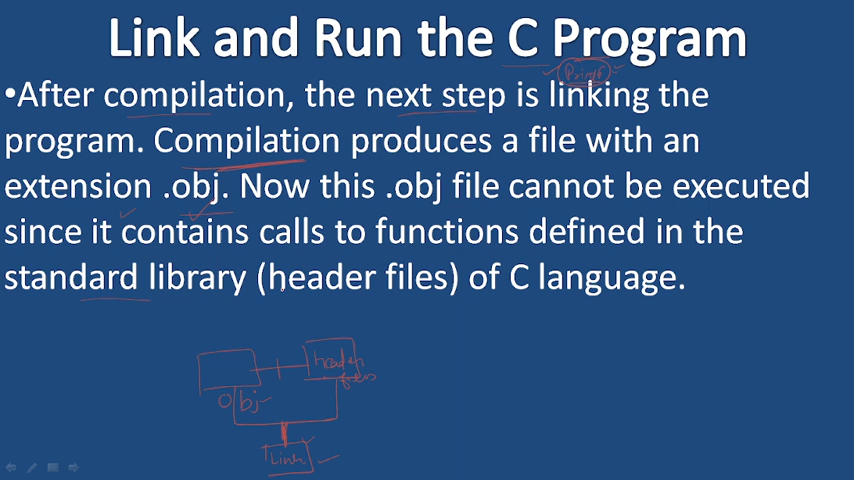 Link and Run the C Program
Printf
•After compilation, the next step is linking the
program. Compilation produces a file with an
extension .obj. Now this .obj file cannot be executed
since it contains calls to functions defined in the
standard library (header files) of C language.
header
files
Obj
Link